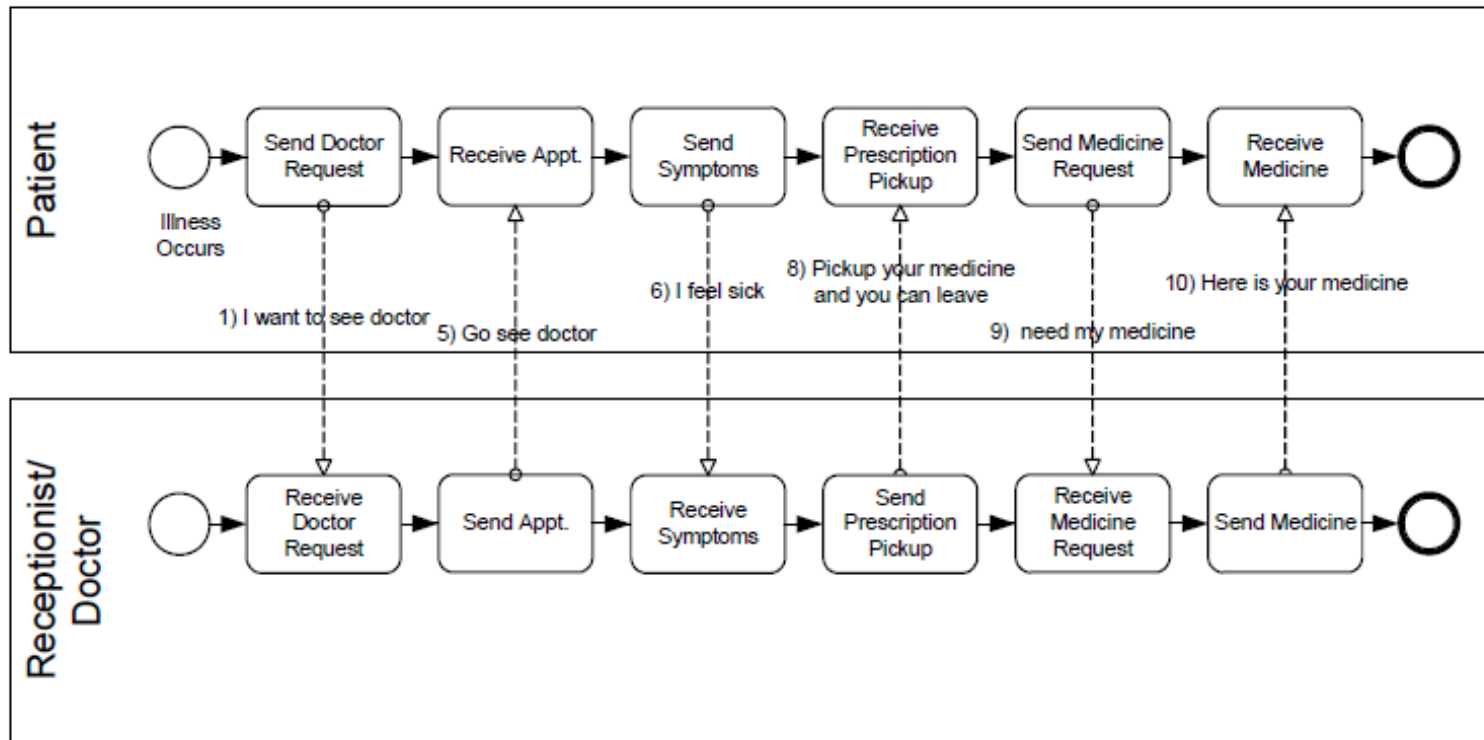 Patient
Illness
Occurs
Send Doctor
Request
Receive Appt.
Send
Symptoms
Receive
Prescription
Pickup
Send Medicine
Request
Receive
Medicine
1) I want to see doctor
5) Go see doctor
6) I feel sick
8) Pickup your medicine
and you can leave
9)  need my medicine
10) Here is your medicine
Receptionist/
Doctor
Receive
Doctor
Request
Send Appt.
Receive
Symptoms
Send
Prescription
Pickup
Receive
Medicine
Request
Send Medicine